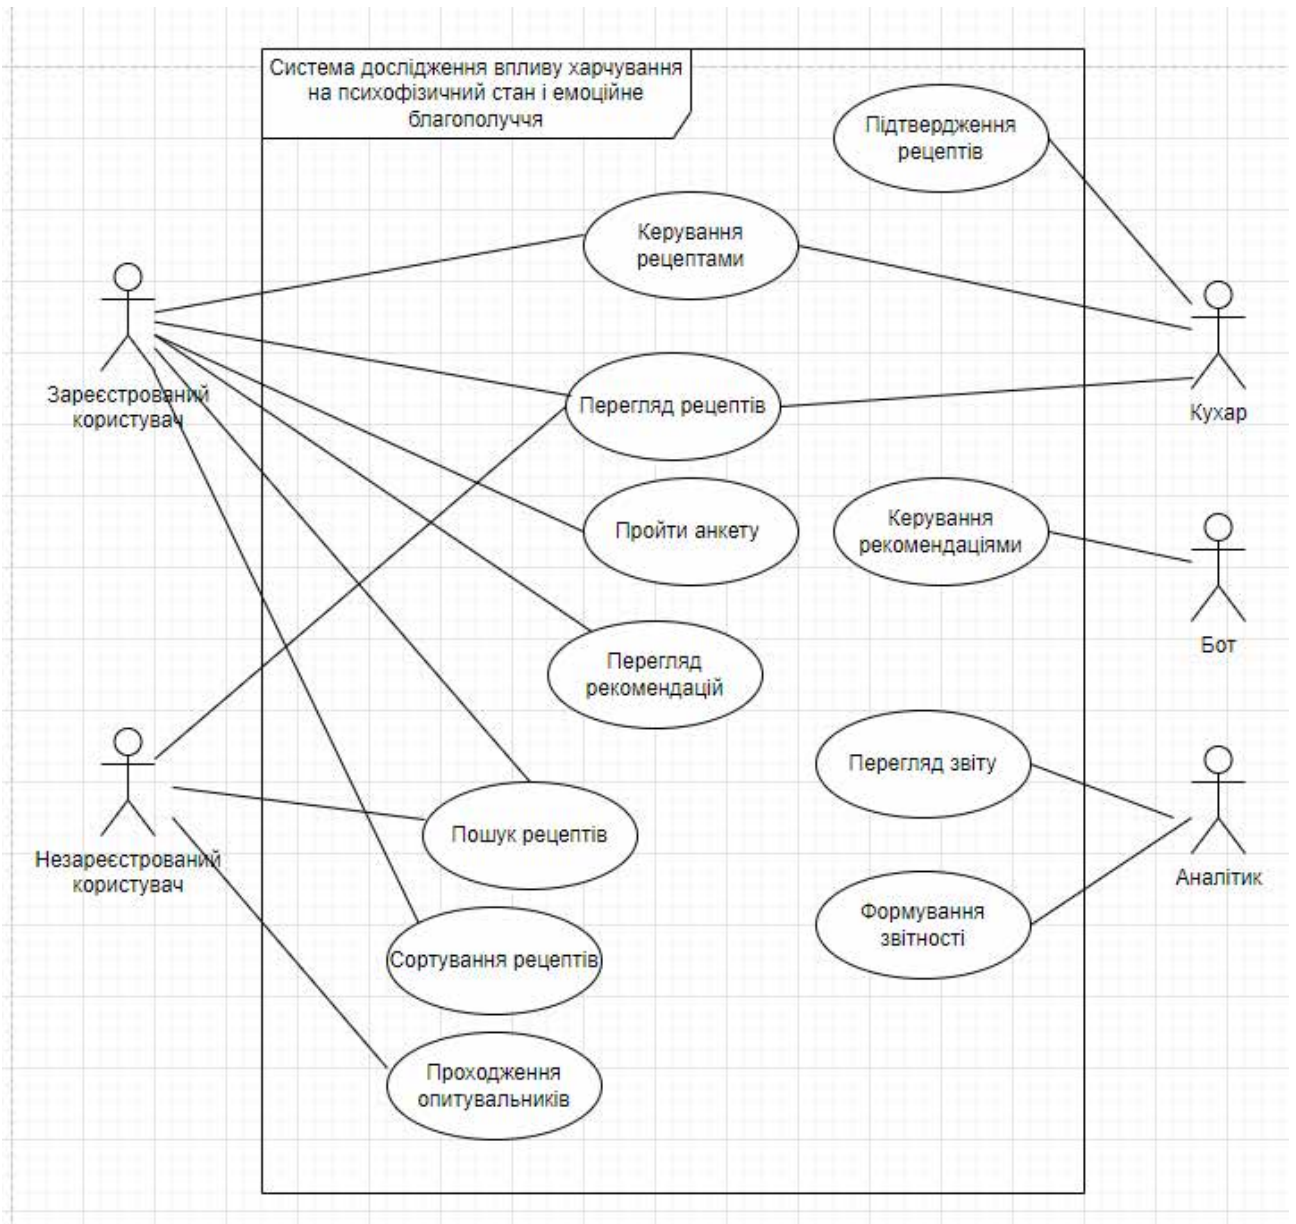 Система дослідження впливу харчування
на психофізичний стан і емоційне
благополуччя
Підтвердження
рецептів
Керування
рецептами
Зареєстрований
користувач
Перегляд рецептів
Кухар
Пройти анкету
Керування
рекомендаціями
Бот
Перегляд
рекомендацій
Перегляд звіту
Пошук рецептів
Незареєстрований
користувач
Аналітик
Формування
звітності
Сортування рецептів
Проходження
опитувальників